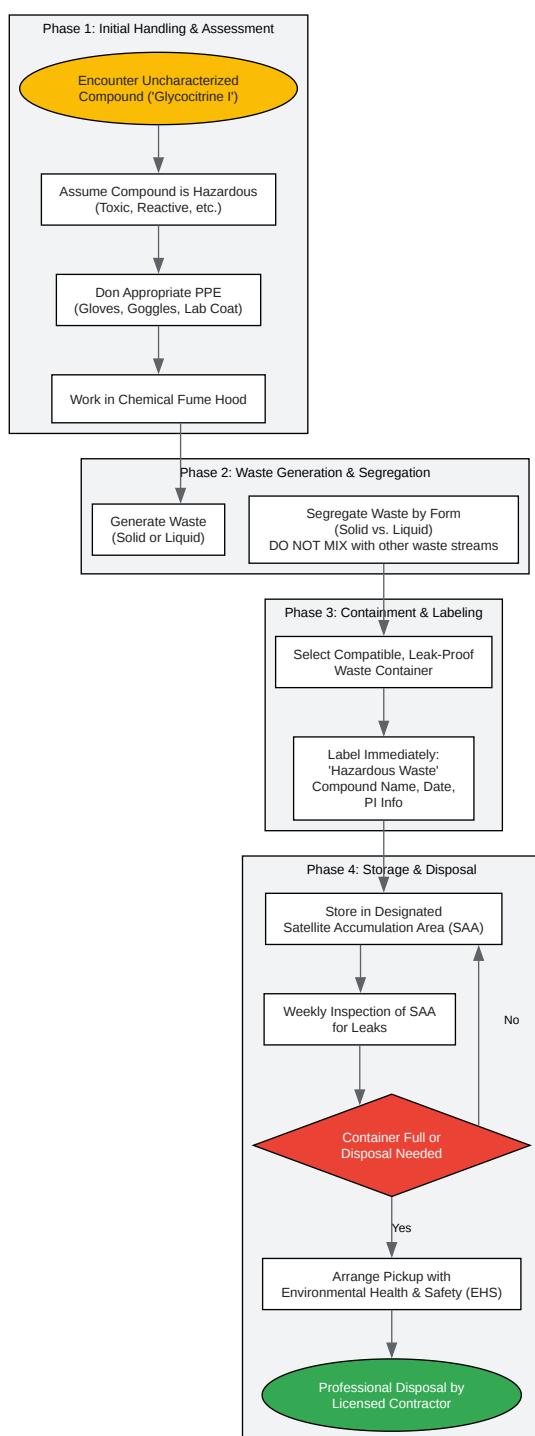 Phase 1: Initial Handling & Assessment
Encounter Uncharacterized
Compound ('Glycocitrine I')
Assume Compound is Hazardous
(Toxic, Reactive, etc.)
Don Appropriate PPE
(Gloves, Goggles, Lab Coat)
Work in Chemical Fume Hood
Phase 2: Waste Generation & Segregation
Generate Waste
(Solid or Liquid)
Segregate Waste by Form
(Solid vs. Liquid)
DO NOT MIX with other waste streams
Phase 3: Containment & Labeling
Select Compatible, Leak-Proof
Waste Container
Label Immediately:
'Hazardous Waste'
Compound Name, Date,
PI Info
Phase 4: Storage & Disposal
Store in Designated
Satellite Accumulation Area (SAA)
Weekly Inspection of SAA
for Leaks
No
Container Full or
Disposal Needed
Yes
Arrange Pickup with
Environmental Health & Safety (EHS)
Professional Disposal by
Licensed Contractor